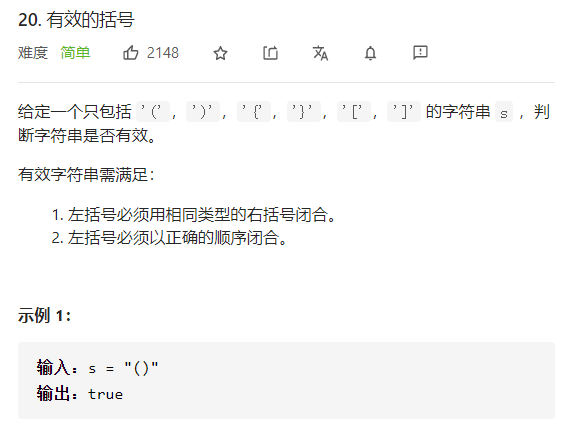 20. 有效的括号
难度 简单 2148
给定一个只包括 '('，')'，'{'，'}'，'['，']' 的字符串 s ，判
断字符串是否有效。
有效字符串需满足：
1. 左括号必须用相同类型的右括号闭合。
2. 左括号必须以正确的顺序闭合。
示例 1：
输入：s = "()"
输出：true